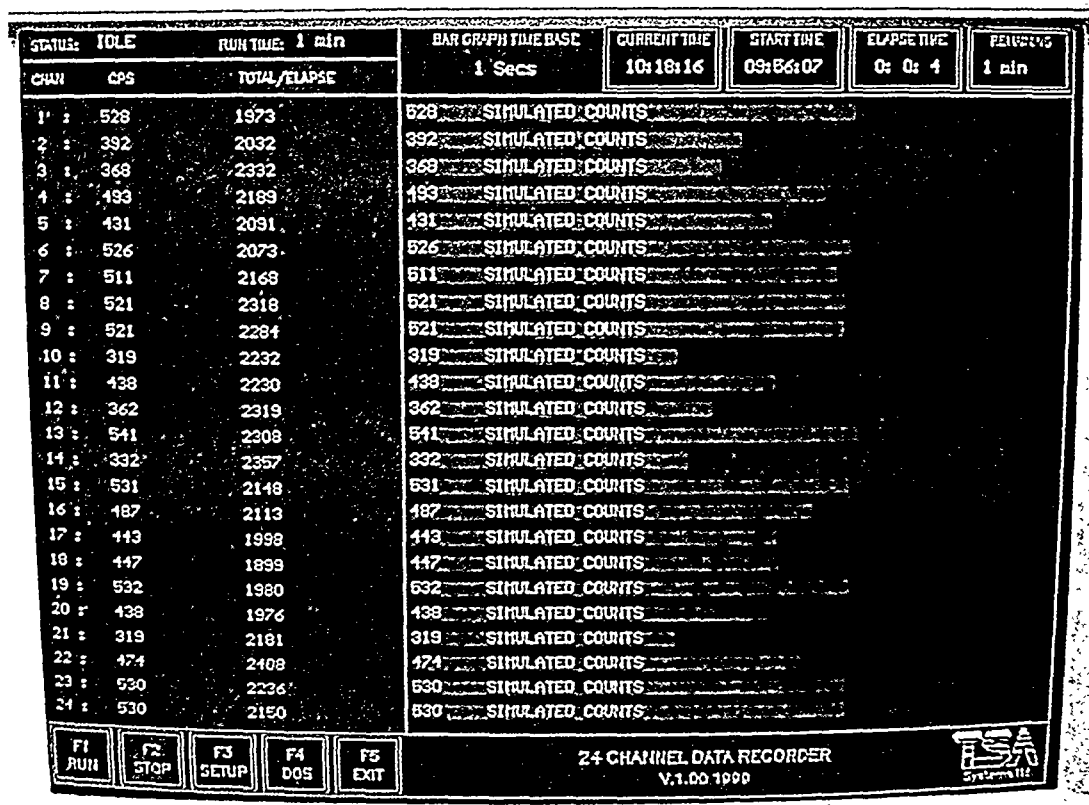 STATUS: IDLE RUN TIME: 1 min BAR GRAPH TIME BASE CURRENT TIME START TIME ELAPSE TIME
1 Secs 10:18:16 09:56:07 0: 0: 4 1 min
CHAN CPS TOTAL/ELAPSE
1 : 528 1973 528 SIMULATED COUNTS
2 : 392 2032 392 SIMULATED COUNTS
3 : 368 2332 368 SIMULATED COUNTS
4 : 493 2189 493 SIMULATED COUNTS
5 : 431 2091 431 SIMULATED COUNTS
6 : 526 2073 526 SIMULATED COUNTS
7 : 511 2168 511 SIMULATED COUNTS
8 : 521 2318 521 SIMULATED COUNTS
9 : 521 2284 521 SIMULATED COUNTS
10 : 319 2232 319 SIMULATED COUNTS
11 : 438 2230 438 SIMULATED COUNTS
12 : 362 2319 362 SIMULATED COUNTS
13 : 541 2308 541 SIMULATED COUNTS
14 : 332 2357 332 SIMULATED COUNTS
15 : 531 2148 531 SIMULATED COUNTS
16 : 487 2113 487 SIMULATED COUNTS
17 : 443 1998 443 SIMULATED COUNTS
18 : 447 1899 447 SIMULATED COUNTS
19 : 532 1980 532 SIMULATED COUNTS
20 : 438 1976 438 SIMULATED COUNTS
21 : 319 2181 319 SIMULATED COUNTS
22 : 474 2408 474 SIMULATED COUNTS
23 : 530 2236 530 SIMULATED COUNTS
24 : 530 2150 530 SIMULATED COUNTS
F1 F2 F3 F4 F5 24 CHANNEL DATA RECORDER
RUN STOP SETUP DOS EXIT V.1.00 1990
Systems ltd.